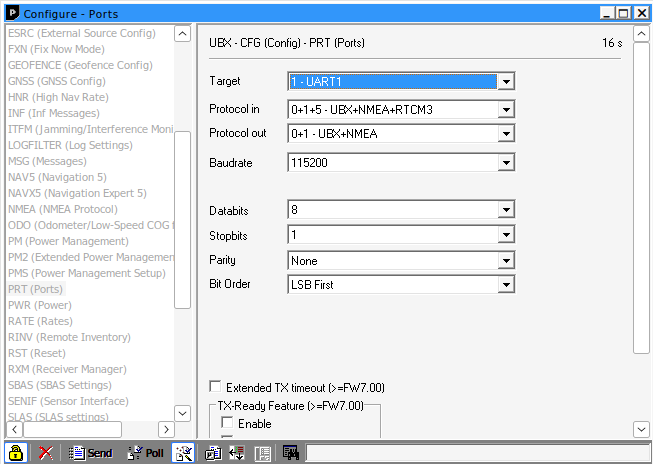 P Configure - Ports
ESRC (External Source Config)
FXN (Fix Now Mode)
GEOFENCE (Geofence Config)
GNSS (GNSS Config)
HNR (High Nav Rate)
INF (Inf Messages)
ITFM (Jamming/Interference Moni
LOGFILTER (Log Settings)
MSG (Messages)
NAV5 (Navigation 5)
NAVX5 (Navigation Expert 5)
NMEA (NMEA Protocol)
ODO (Odometer/Low-Speed COG f
PM (Power Management)
PM2 (Extended Power Management
PMS (Power Management Setup)
PRT (Ports)
PWR (Power)
RATE (Rates)
RINV (Remote Inventory)
RST (Reset)
RXM (Receiver Manager)
SBAS (SBAS Settings)
SENIF (Sensor Interface)
SLAS (SLAS settings)
UBX - CFG (Config) - PRT (Ports) 16 s
Target 1 - UART1
Protocol in 0+1+5 - UBX+NMEA+RTCM3
Protocol out 0+1 - UBX+NMEA
Baudrate 115200
Databits 8
Stopbits 1
Parity None
Bit Order LSB First
Extended TX timeout (>=FW7.00)
TX-Ready Feature (>=FW7.00)
Enable
Send Poll